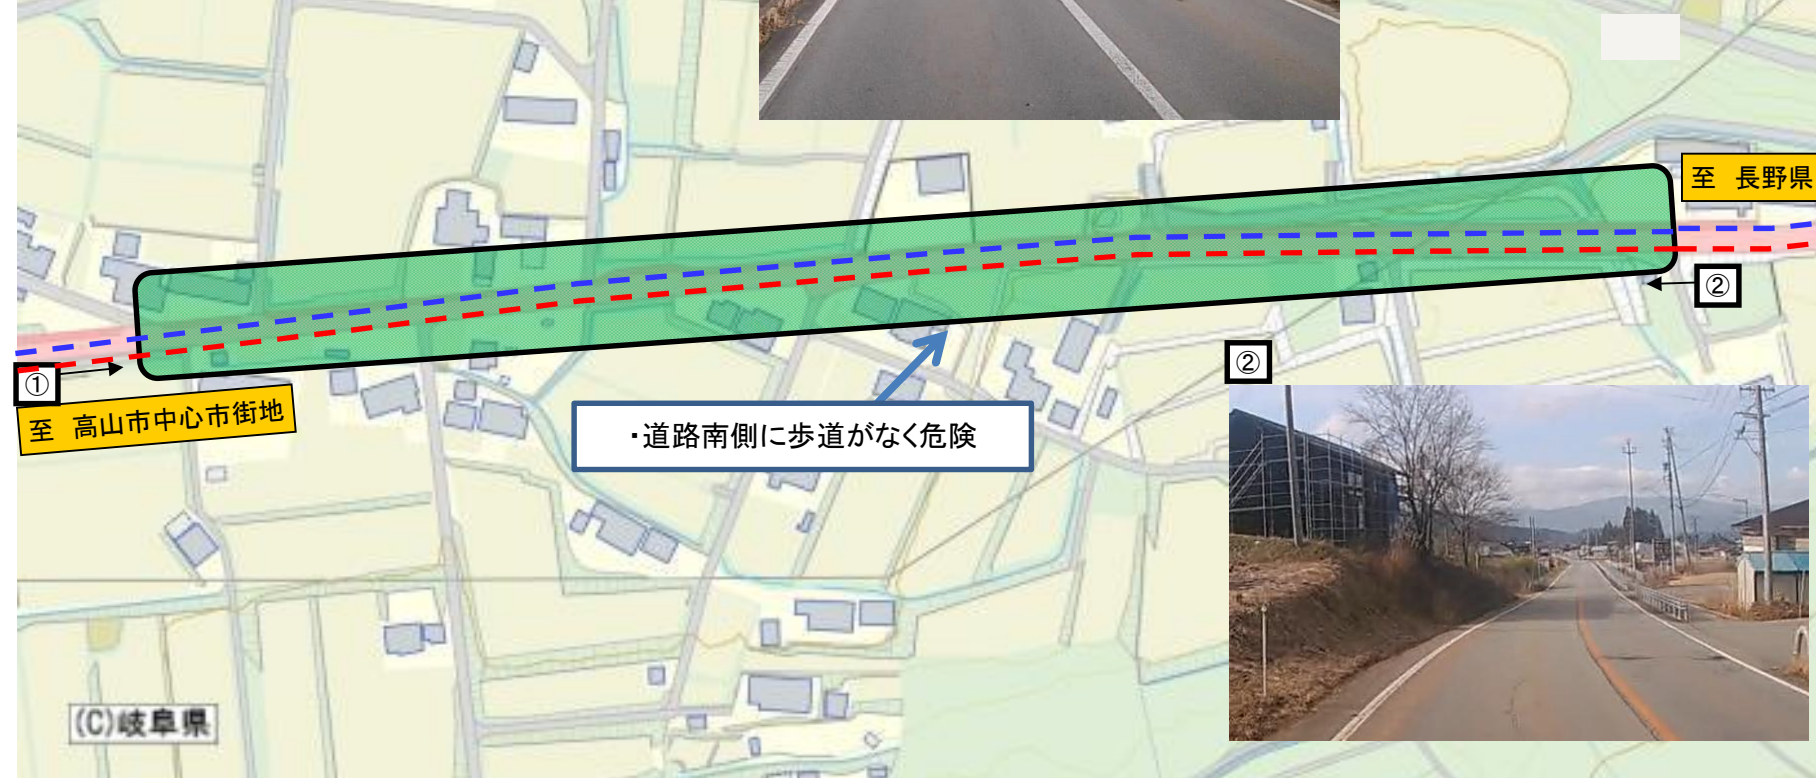 至 長野県
②
②
①
至 高山市中心市街地
・道路南側に歩道がなく危険
(C)岐阜県